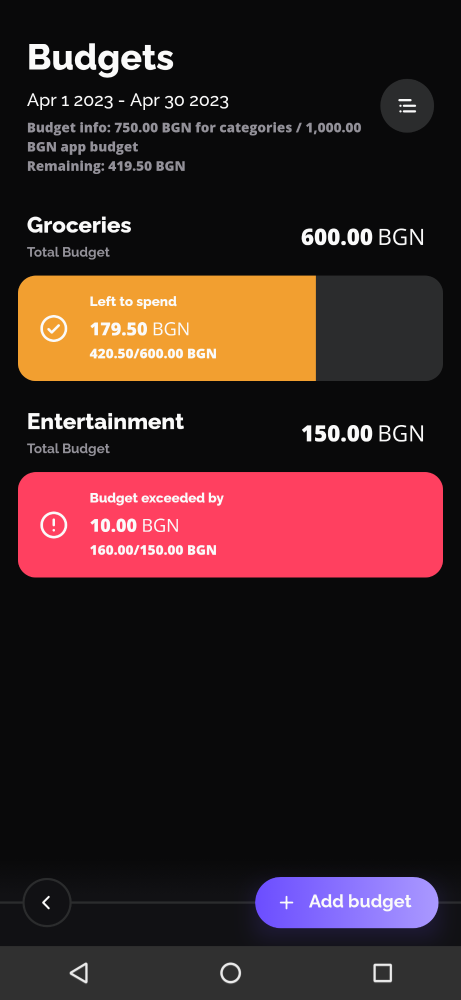 Budgets
Apr 1 2023 - Apr 30 2023
Budget info: 750.00 BGN for categories / 1,000.00
BGN app budget
Remaining: 419.50 BGN
Groceries
Total Budget
600.00 BGN
Left to spend
179.50 BGN
420.50/600.00 BGN
Entertainment
Total Budget
150.00 BGN
Budget exceeded by
10.00 BGN
160.00/150.00 BGN
Add budget